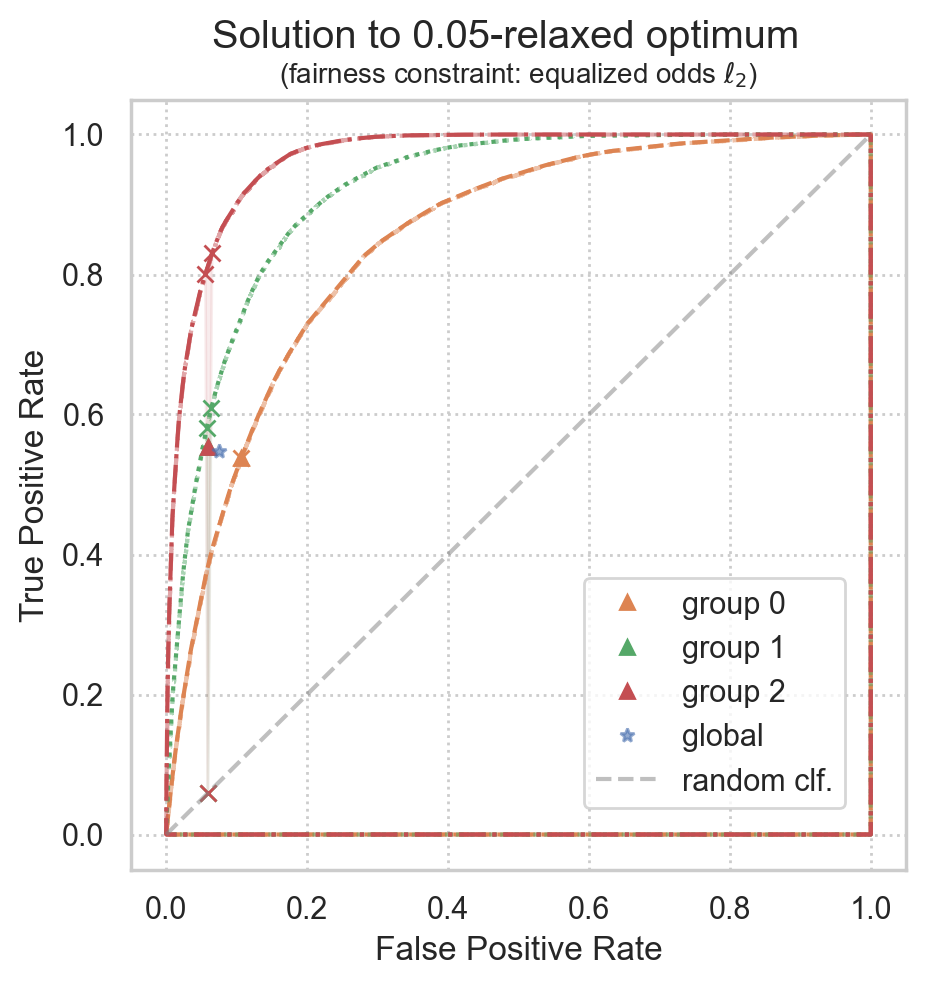 Solution to 0.05-relaxed optimum
(fairness constraint: equalized odds ℓ₂)
True Positive Rate
1.0
0.8
0.6
0.4
0.2
0.0
group 0
group 1
group 2
global
random clf.
0.0 0.2 0.4 0.6 0.8 1.0
False Positive Rate